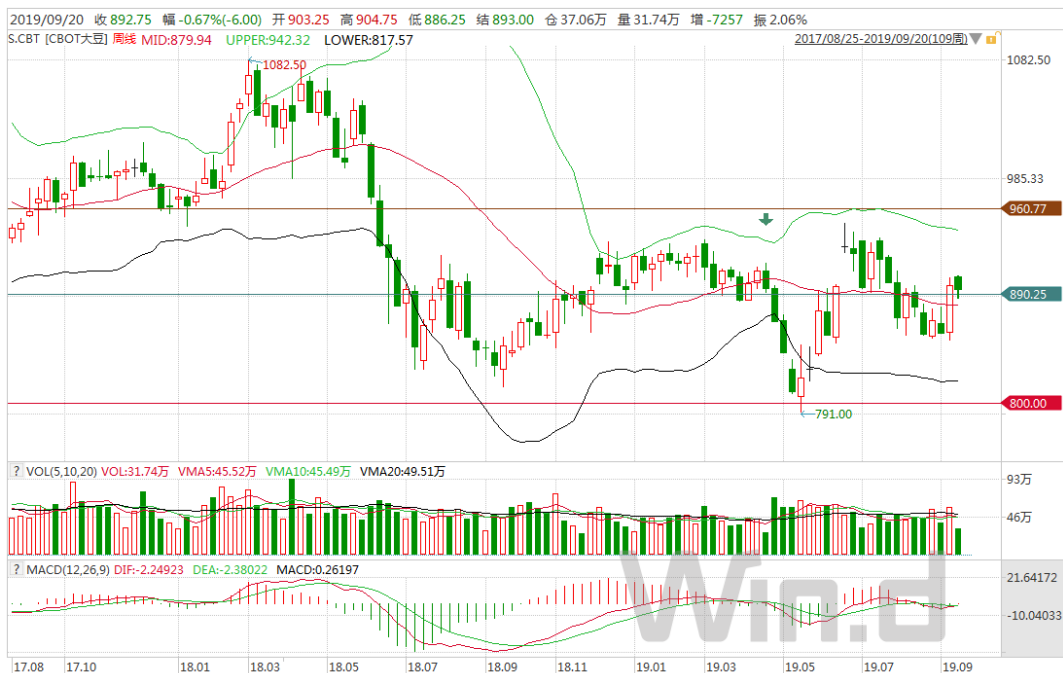 2019/09/20 收 892.75 幅 -0.67%(-6.00) 开 903.25 高 904.75 低 886.25 结 893.00 仓 37.06万 量 31.74万 增 -7257 振 2.06%
S.CBT [CBOT大豆] 周线 MID:879.94 UPPER:942.32 LOWER:817.57 2017/08/25-2019/09/20(109周)
1082.50
1082.50
985.33
960.77
890.25
800.00
791.00
? VOL(5,10,20) VOL:31.74万 VMA5:45.52万 VMA10:45.49万 VMA20:49.51万
93万
46万
? MACD(12,26,9) DIF:-2.24923 DEA:-2.38022 MACD:0.26197
21.64172
-10.04033
Win.d
17.08 17.10 18.01 18.03 18.05 18.07 18.09 18.11 19.01 19.03 19.05 19.07 19.09